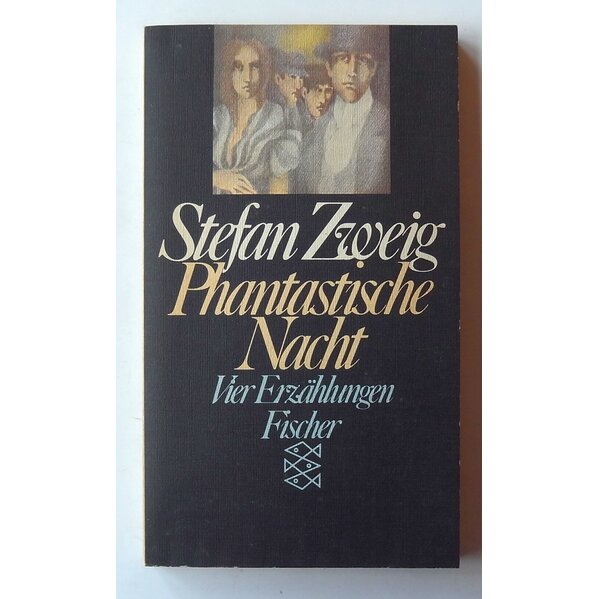 Stefan Zweig
Phantastische
Nacht
Vier Erzählungen
Fischer